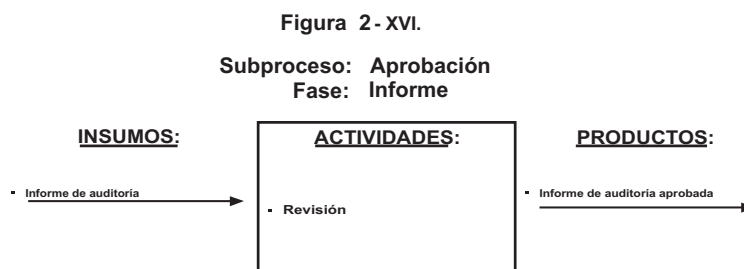 Figura 2 - XVI.
Subproceso: Aprobación
Fase: Informe
INSUMOS:
ACTIVIDADES:
PRODUCTOS:
▪ Informe de auditoría
▪ Informe de auditoría aprobada
▪ Revisión